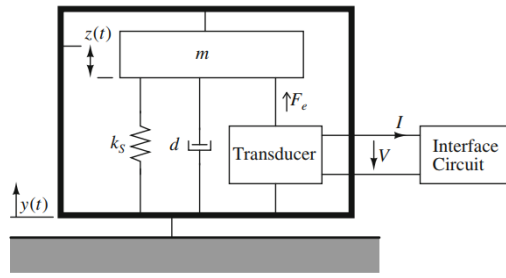 z(t)
m
F_e
k_S
d
Transducer
I
V
Interface
Circuit
y(t)